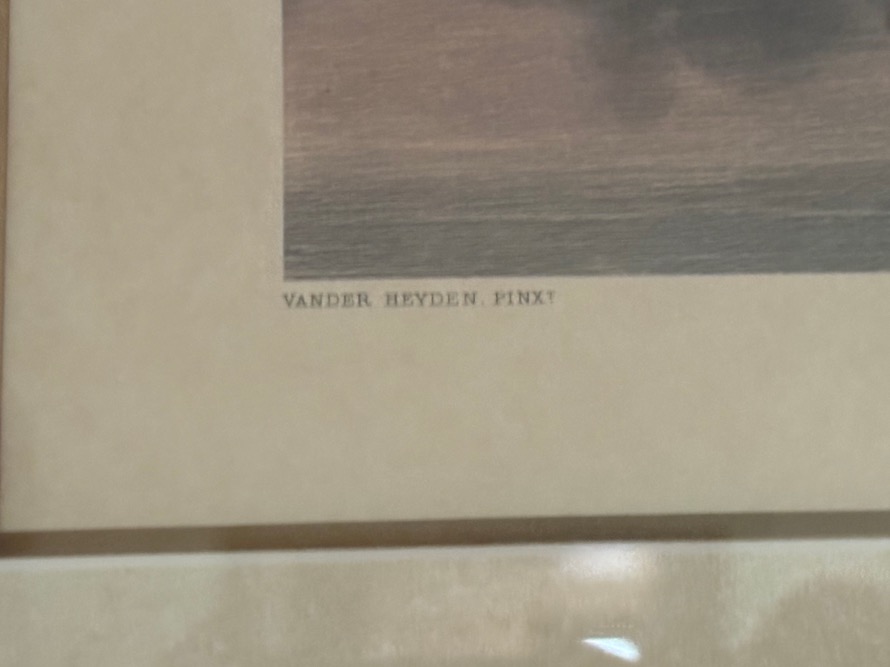 VANDER HEYDEN. PINXT